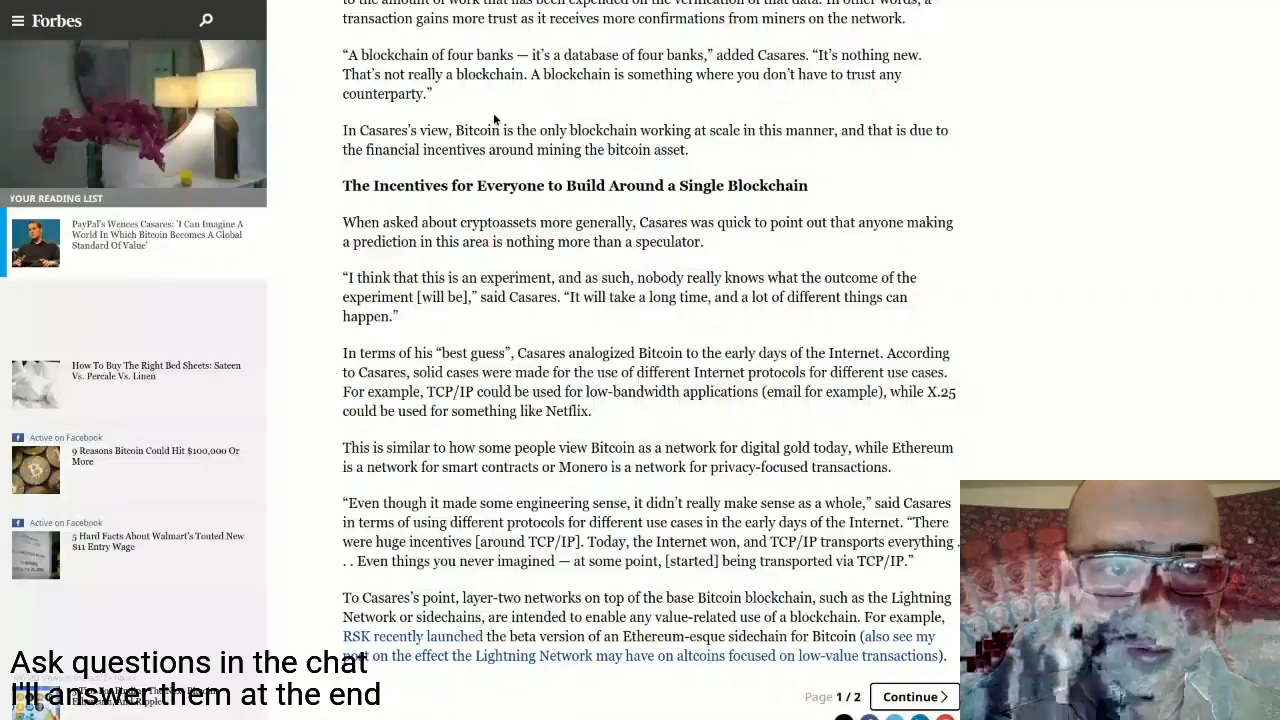 Forbes
YOUR READING LIST
PayPal's Wences Casares: 'I Can Imagine A
World In Which Bitcoin Becomes A Global
Standard Of Value'
How To Buy The Right Bed Sheets: Sateen
Vs. Percale Vs. Linen
Active on Facebook
9 Reasons Bitcoin Could Hit $100,000 Or
More
Active on Facebook
5 Hard Facts About Walmart's Touted New
$11 Entry Wage
transaction gains more trust as it receives more confirmations from miners on the network.
“A blockchain of four banks — it’s a database of four banks,” added Casares. “It’s nothing new.
That’s not really a blockchain. A blockchain is something where you don’t have to trust any
counterparty.”
In Casares’s view, Bitcoin is the only blockchain working at scale in this manner, and that is due to
the financial incentives around mining the bitcoin asset.
The Incentives for Everyone to Build Around a Single Blockchain
When asked about cryptoassets more generally, Casares was quick to point out that anyone making
a prediction in this area is nothing more than a speculator.
“I think that this is an experiment, and as such, nobody really knows what the outcome of the
experiment [will be],” said Casares. “It will take a long time, and a lot of different things can
happen.”
In terms of his “best guess”, Casares analogized Bitcoin to the early days of the Internet. According
to Casares, solid cases were made for the use of different Internet protocols for different use cases.
For example, TCP/IP could be used for low-bandwidth applications (email for example), while X.25
could be used for something like Netflix.
This is similar to how some people view Bitcoin as a network for digital gold today, while Ethereum
is a network for smart contracts or Monero is a network for privacy-focused transactions.
“Even though it made some engineering sense, it didn’t really make sense as a whole,” said Casares
in terms of using different protocols for different use cases in the early days of the Internet. “There
were huge incentives [around TCP/IP]. Today, the Internet won, and TCP/IP transports everything .
. . Even things you never imagined — at some point, [started] being transported via TCP/IP.”
To Casares’s point, layer-two networks on top of the base Bitcoin blockchain, such as the Lightning
Network or sidechains, are intended to enable any value-related use of a blockchain. For example,
RSK recently launched the beta version of an Ethereum-esque sidechain for Bitcoin (also see my
post on the effect the Lightning Network may have on altcoins focused on low-value transactions).
Page 1 / 2 Continue
Ask questions in the chat
I'll answer them at the end